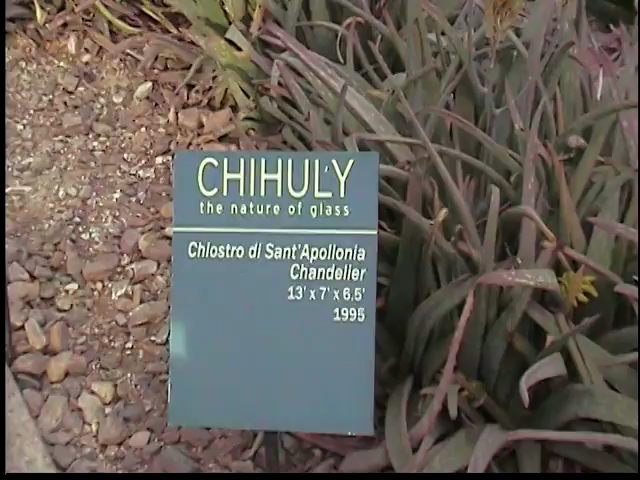 CHIHULY
the nature of glass
Chiostro di Sant'Apollonia
Chandelier
13' x 7' x 6.5'
1995